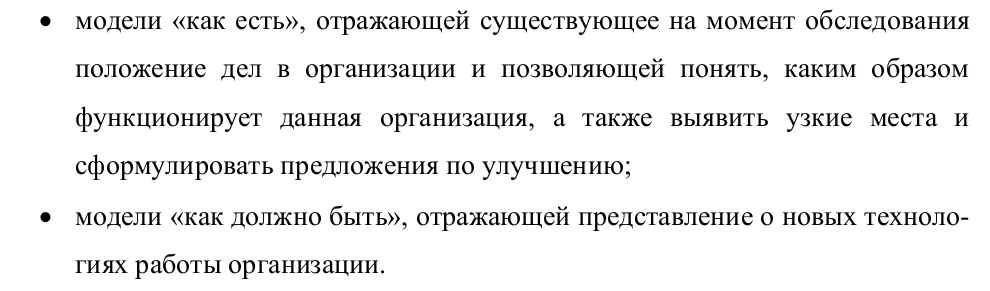 • модели «как есть», отражающей существующее на момент обследования
положение дел в организации и позволяющей понять, каким образом
функционирует данная организация, а также выявить узкие места и
сформулировать предложения по улучшению;
• модели «как должно быть», отражающей представление о новых техноло-
гиях работы организации.